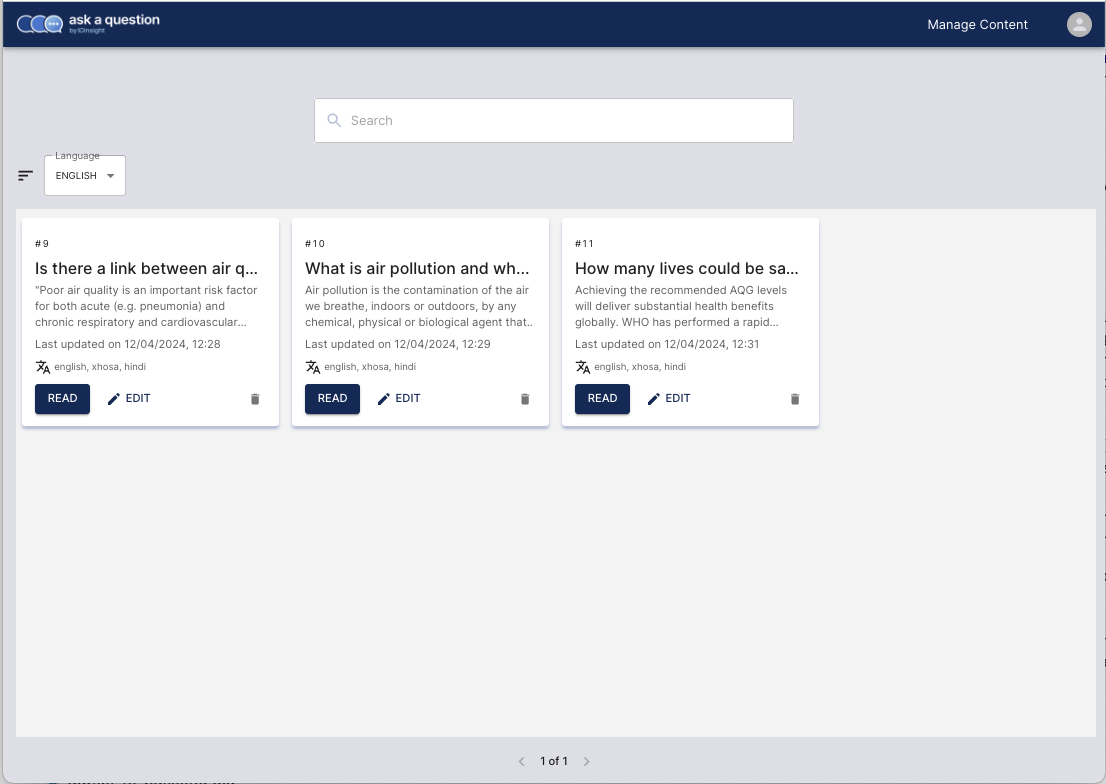 ask a question
by IDinsight
Manage Content
Search
Language
ENGLISH
#9
Is there a link between air q...
"Poor air quality is an important risk factor
for both acute (e.g. pneumonia) and
chronic respiratory and cardiovascular...
Last updated on 12/04/2024, 12:28
english, xhosa, hindi
READ
EDIT
#10
What is air pollution and wh...
Air pollution is the contamination of the air
we breathe, indoors or outdoors, by any
chemical, physical or biological agent that..
Last updated on 12/04/2024, 12:29
english, xhosa, hindi
READ
EDIT
#11
How many lives could be sa...
Achieving the recommended AQG levels
will deliver substantial health benefits
globally. WHO has performed a rapid...
Last updated on 12/04/2024, 12:31
english, xhosa, hindi
READ
EDIT
1 of 1